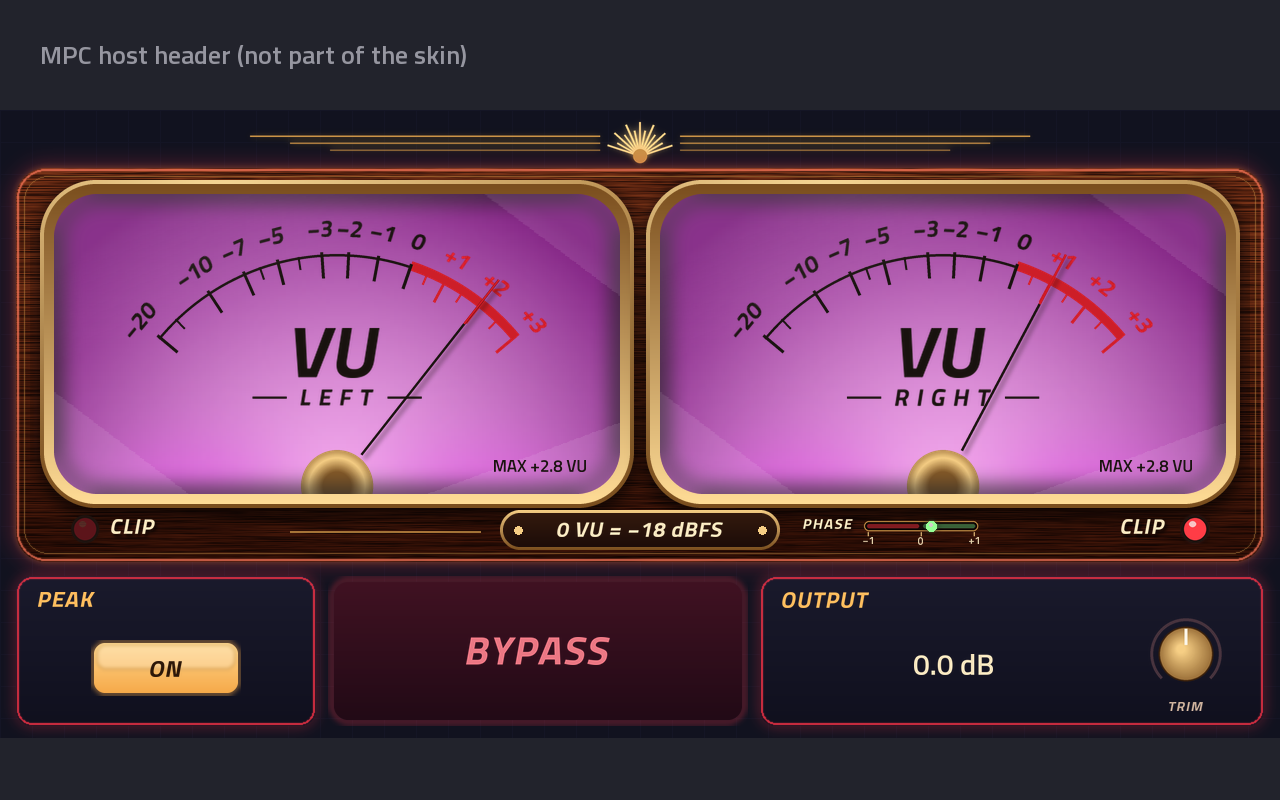 MPC host header (not part of the skin)
−20 −10 −7 −5 −3 −2 −1 0 +1 +2 +3
VU
LEFT
MAX +2.8 VU
−20 −10 −7 −5 −3 −2 −1 0 +1 +2 +3
VU
RIGHT
MAX +2.8 VU
CLIP
0 VU = −18 dBFS
PHASE
−1 0 +1
CLIP
PEAK
ON
BYPASS
OUTPUT
0.0 dB
TRIM